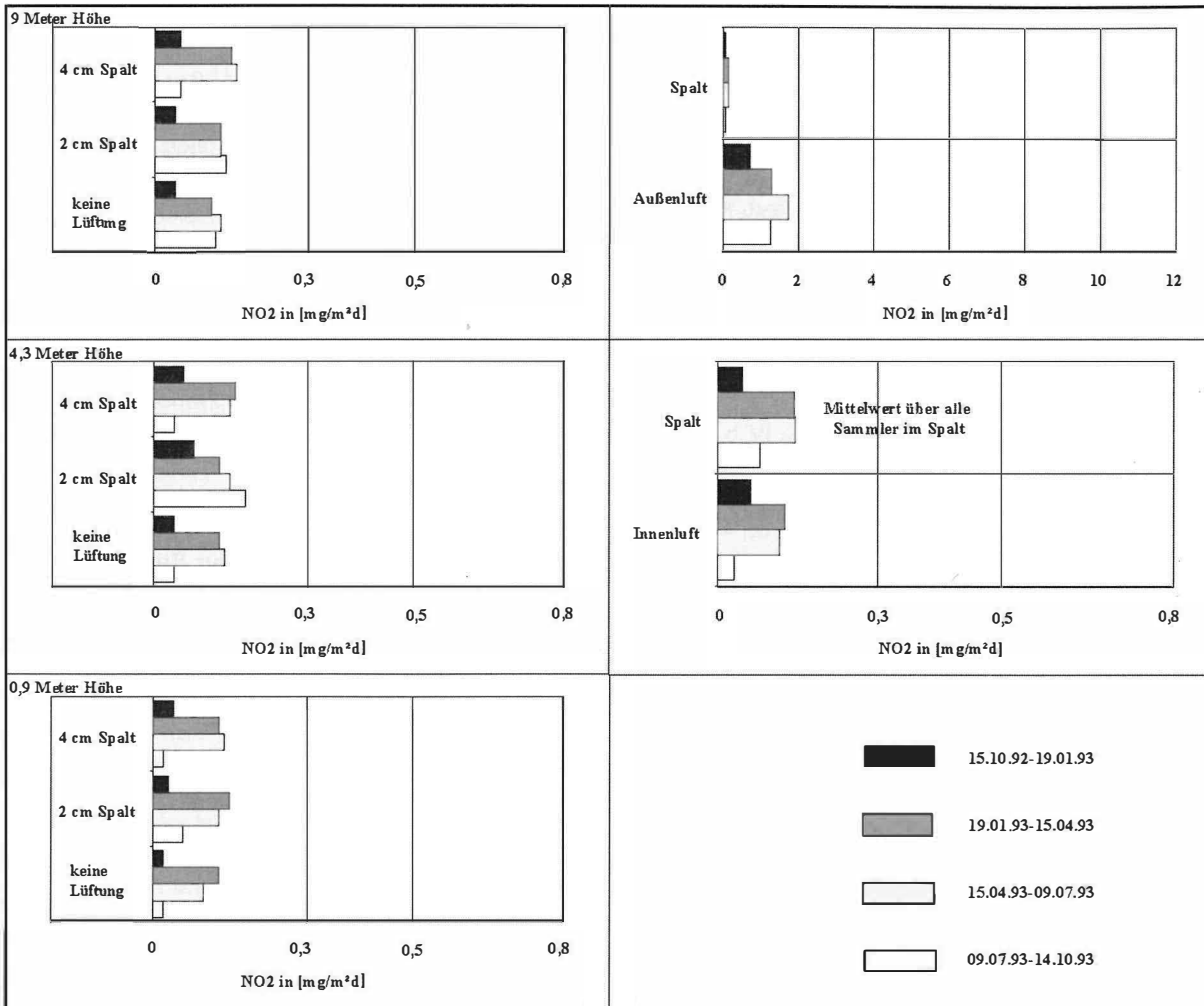 9 Meter Höhe
4 cm Spalt
2 cm Spalt
keine
Lüftung
0 0,3 0,5 0,8
NO2 in [mg/m²d]
Spalt
Außenluft
0 2 4 6 8 10 12
NO2 in [mg/m²d]
4,3 Meter Höhe
4 cm Spalt
2 cm Spalt
keine
Lüftung
0 0,3 0,5 0,8
NO2 in [mg/m²d]
Spalt
Mittelwert über alle
Sammler im Spalt
Innenluft
0 0,3 0,5 0,8
NO2 in [mg/m²d]
0,9 Meter Höhe
4 cm Spalt
2 cm Spalt
keine
Lüftung
0 0,3 0,5 0,8
NO2 in [mg/m²d]
15.10.92-19.01.93
19.01.93-15.04.93
15.04.93-09.07.93
09.07.93-14.10.93